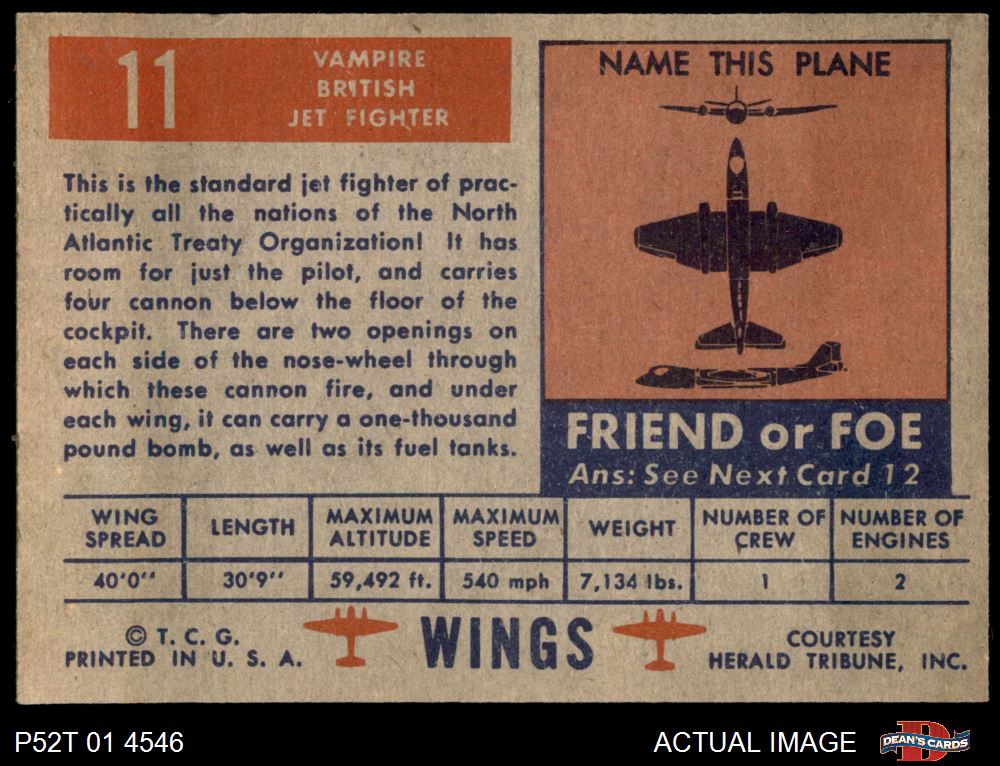 11
VAMPIRE
BRITISH
JET FIGHTER
This is the standard jet fighter of prac-
tically all the nations of the North
Atlantic Treaty Organization! It has
room for just the pilot, and carries
four cannon below the floor of the
cockpit. There are two openings on
each side of the nose-wheel through
which these cannon fire, and under
each wing, it can carry a one-thousand
pound bomb, as well as its fuel tanks.
NAME THIS PLANE
FRIEND or FOE
Ans: See Next Card 12
WING SPREAD
LENGTH
MAXIMUM ALTITUDE
MAXIMUM SPEED
WEIGHT
NUMBER OF CREW
NUMBER OF ENGINES
40'0"
30'9"
59,492 ft.
540 mph
7,134 lbs.
1
2
© T. C. G.
PRINTED IN U. S. A.
WINGS
COURTESY
HERALD TRIBUNE, INC.
P52T 01 4546
ACTUAL IMAGE
D
DEAN'S CARDS